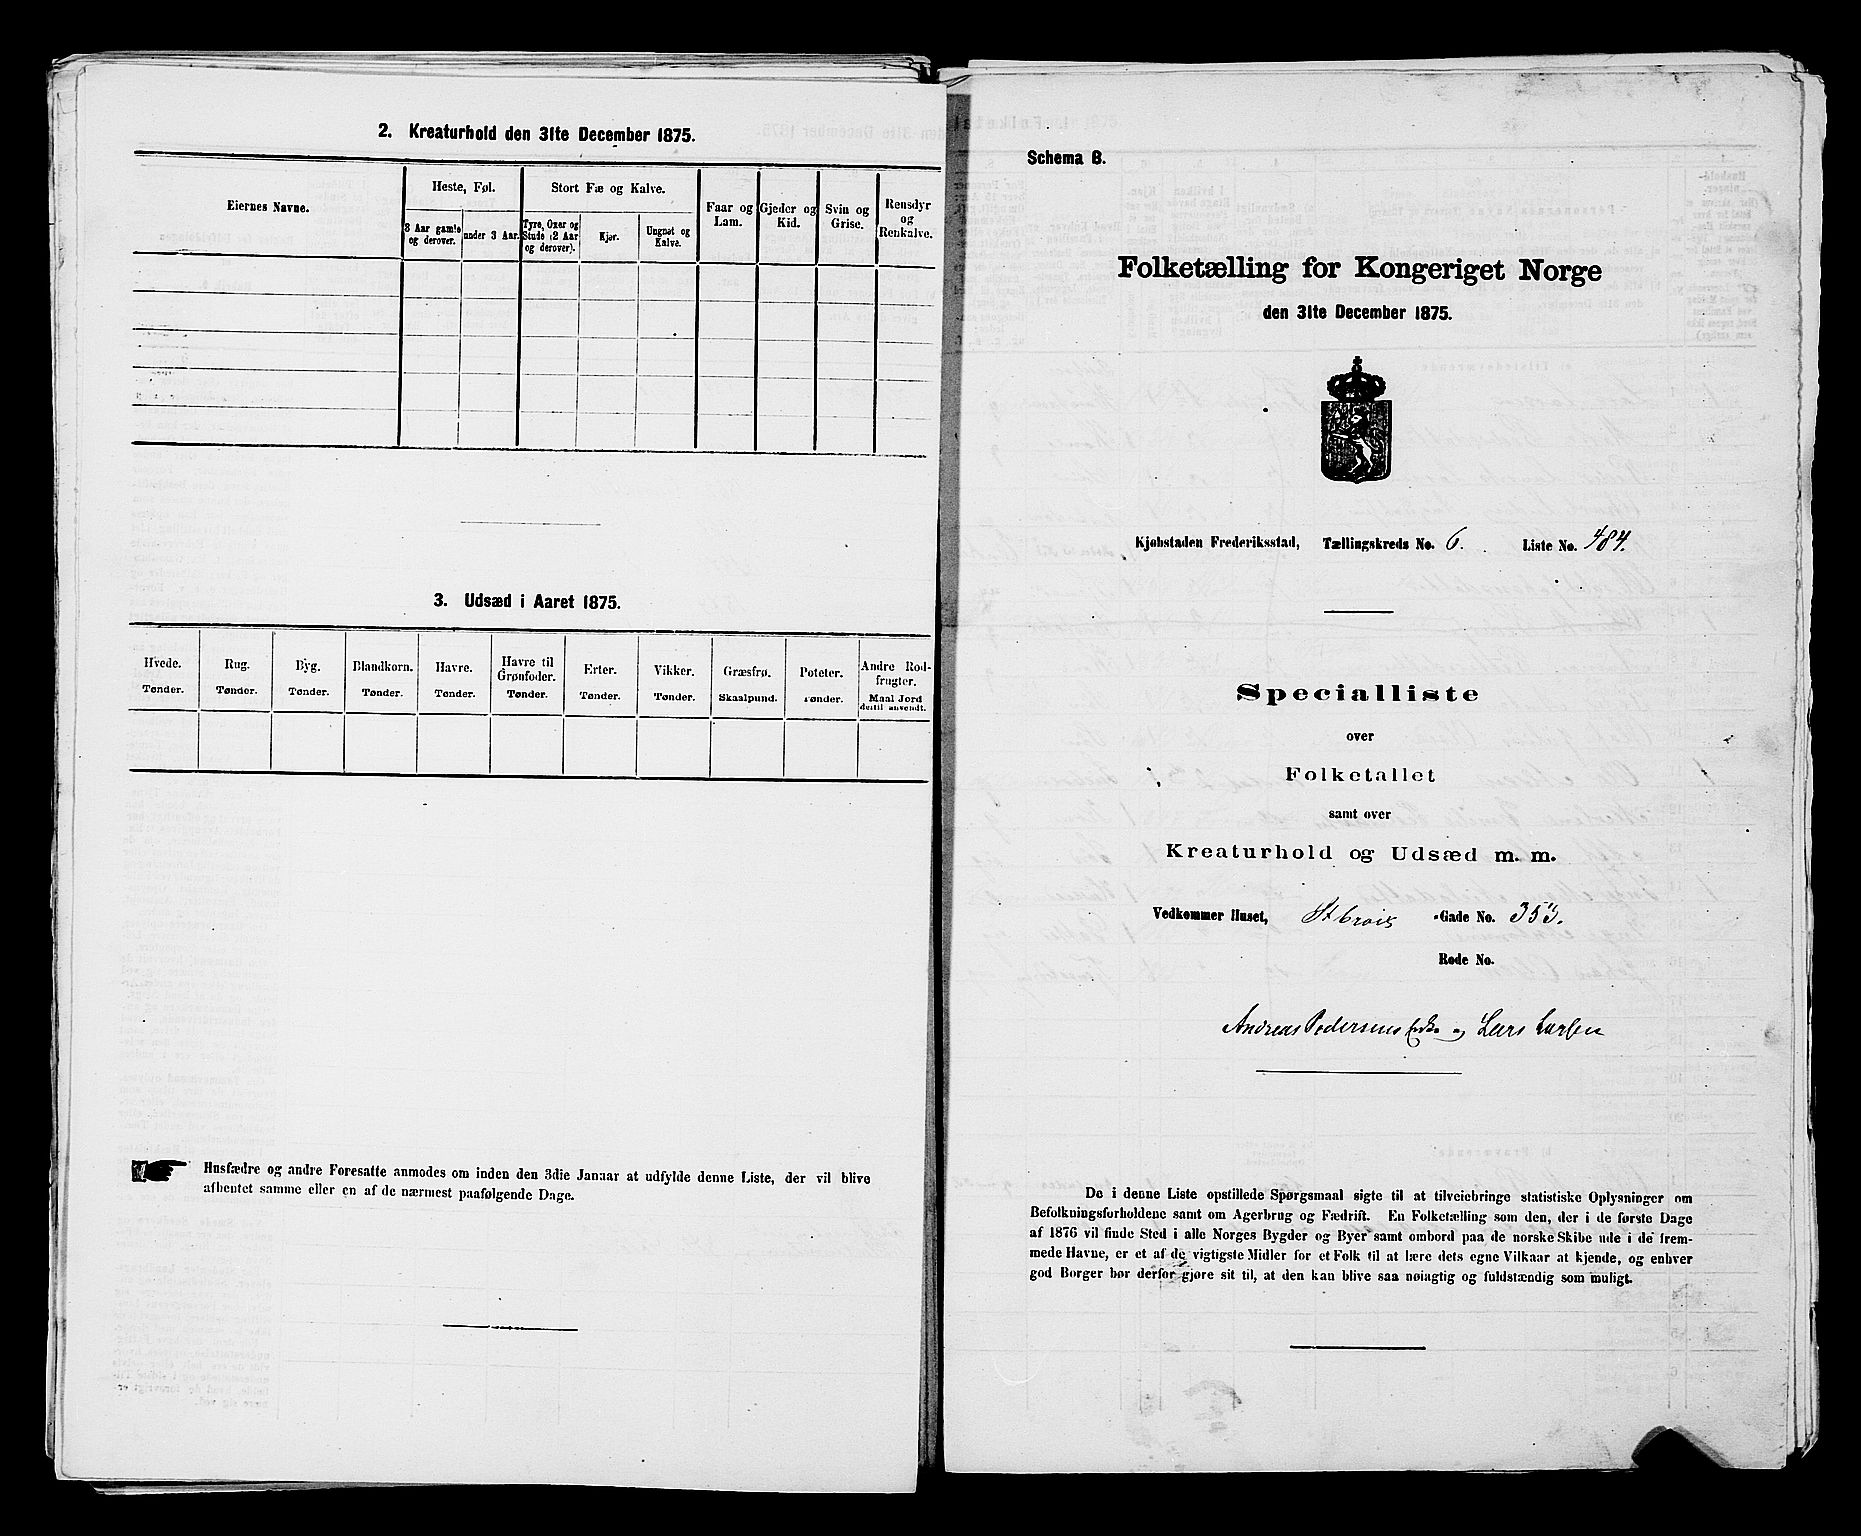 2. Kreaturhold den 31te December 1875.
Eiernes Navne.
Heste, Føl.
3 Aar gamle og derover.
under 3 Aar.
Stort Fæ og Kalve.
Tyre, Oxer og Stude (2 Aar og derover).
Kjør.
Ungnøt og Kalve.
Faar og Lam.
Gjeder og Kid.
Svin og Grise.
Rensdyr og Renkalve.
3. Udsæd i Aaret 1875.
Hvede. Tønder.
Rug. Tønder.
Byg. Tønder.
Blandkorn. Tønder.
Havre. Tønder.
Havre til Grønfoder. Tønder.
Erter. Tønder.
Vikker. Tønder.
Græsfrø. Skaalpund.
Poteter. Tønder.
Andre Rodfrugter. Maal Jord dertil anvendt.
Husfædre og andre Foresatte anmodes om inden den 3die Januar at udfylde denne Liste, der vil blive
afhentet samme eller en af de nærmest paafølgende Dage.
Schema B.
Folketælling for Kongeriget Norge
den 31te December 1875.
Kjøbstaden Frederiksstad, Tællingskreds No. 6. Liste No. 484.
Specialliste
over
Folketallet
samt over
Kreaturhold og Udsæd m. m.
Vedkommer Huset, St Croix -Gade No. 353.
Rode No.
Andreas Pedersens Enke og Lars Larsen
De i denne Liste opstillede Spørgsmaal sigte til at tilveiebringe statistiske Oplysninger om
Befolkningsforholdene samt om Agerbrug og Fædrift. En Folketælling som den, der i de første Dage
af 1876 vil finde Sted i alle Norges Bygder og Byer samt ombord paa de norske Skibe ude i de frem-
mede Havne, er et af de vigtigste Midler for et Folk til at lære dets egne Vilkaar at kjende, og enhver
god Borger bør derfor gjøre sit til, at den kan blive saa nøiagtig og fuldstændig som muligt.